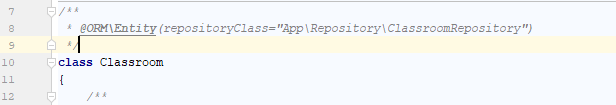 7 /**
8 * @ORM\Entity(repositoryClass="App\Repository\ClassroomRepository")
9 */
10 class Classroom
11 {
12 /**